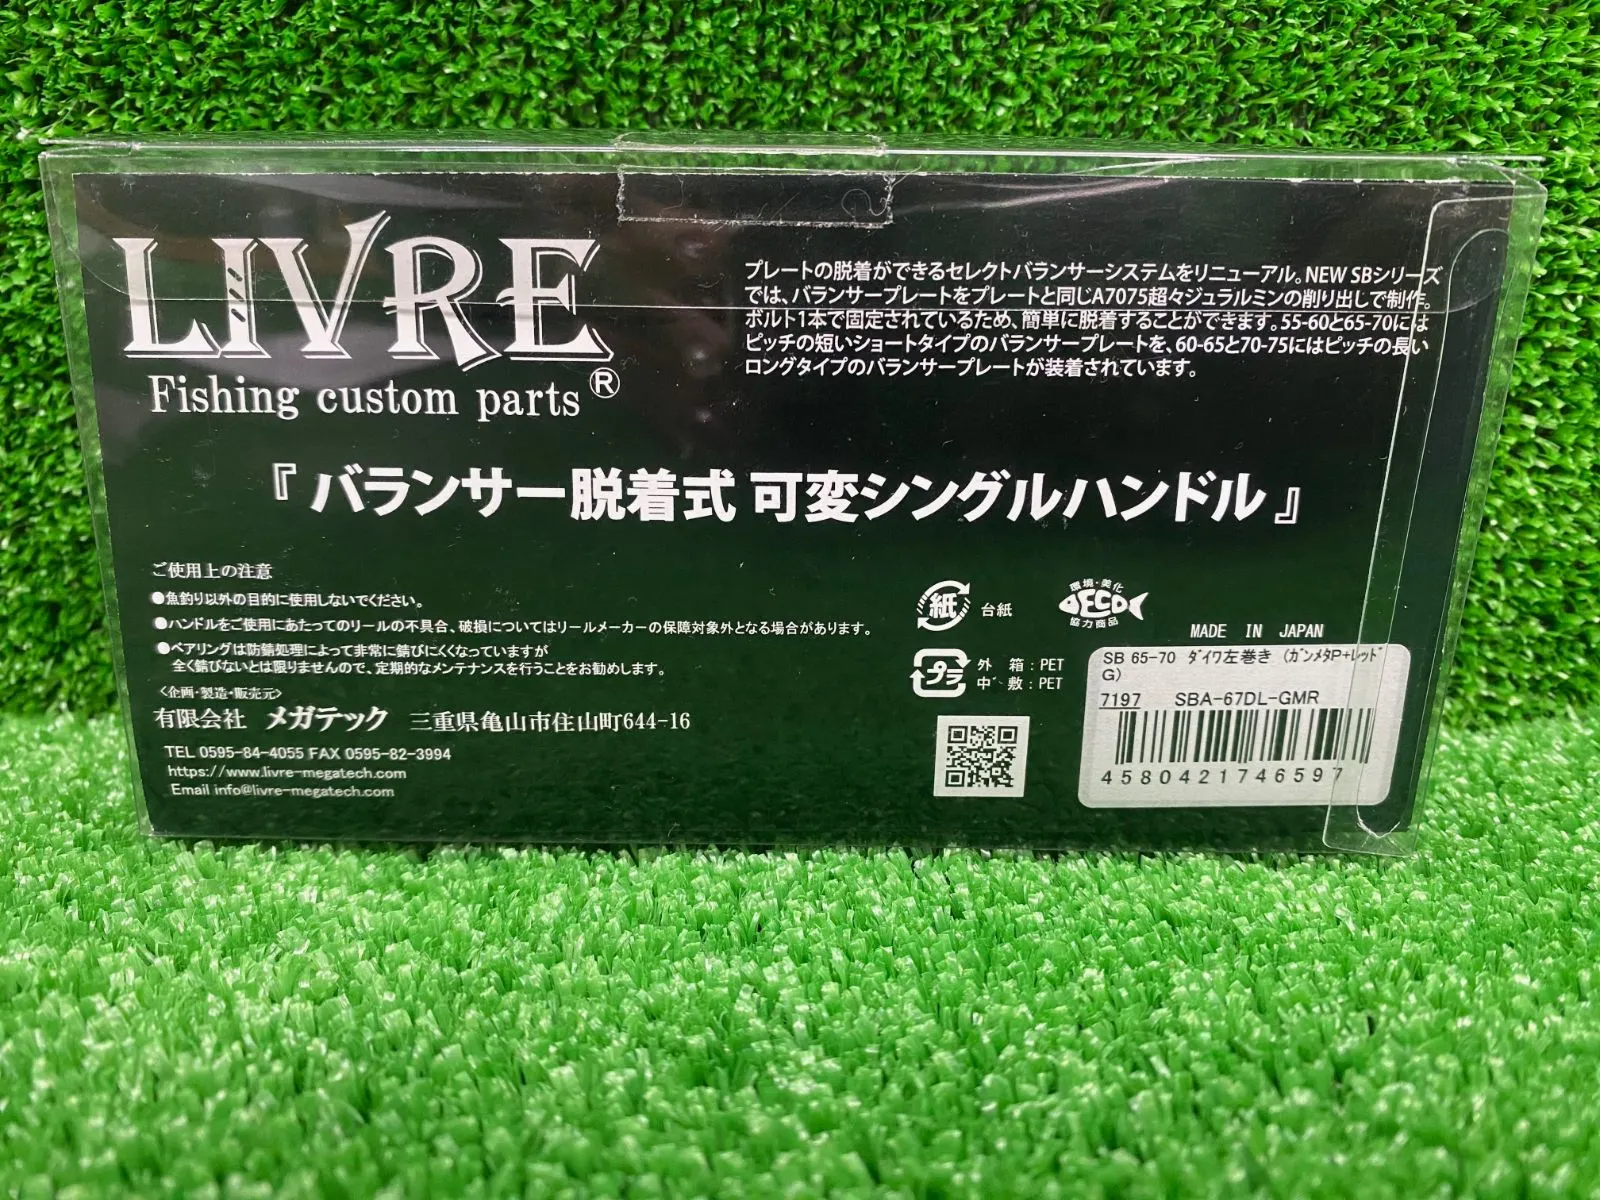 LIVRE
Fishing custom parts®
プレートの脱着ができるセレクトバランサーシステムをリニューアル。NEW SBシリーズ
では、バランサープレートをプレートと同じA7075超々ジュラルミンの削り出しで制作。
ボルト1本で固定されているため、簡単に脱着することができます。55-60と65-70には
ピッチの短いショートタイプのバランサープレートを、60-65と70-75にはピッチの長い
ロングタイプのバランサープレートが装着されています。
『バランサー脱着式 可変シングルハンドル』
ご使用上の注意
●魚釣り以外の目的に使用しないでください。
●ハンドルをご使用にあたってのリールの不具合、破損についてはリールメーカーの保障対象外となる場合があります。
●ベアリングは防錆処理によって非常に錆びにくくなっていますが
全く錆びないとは限りませんので、定期的なメンテナンスを行うことをお勧めします。
<企画・製造・販売元>
有限会社 メガテック 三重県亀山市住山町644-16
TEL 0595-84-4055 FAX 0595-82-3994
https://www.livre-megatech.com
Email info@livre-megatech.com
紙 台紙
プラ 外 箱：PET
中 敷：PET
環境・美化
ECO
協力商品
MADE IN JAPAN
SB 65-70 ﾀﾞｲﾜ左巻き (ｶﾞﾝﾒﾀP+ﾚｯﾄﾞ
G)
7197 SBA-67DL-GMR
4580421746597